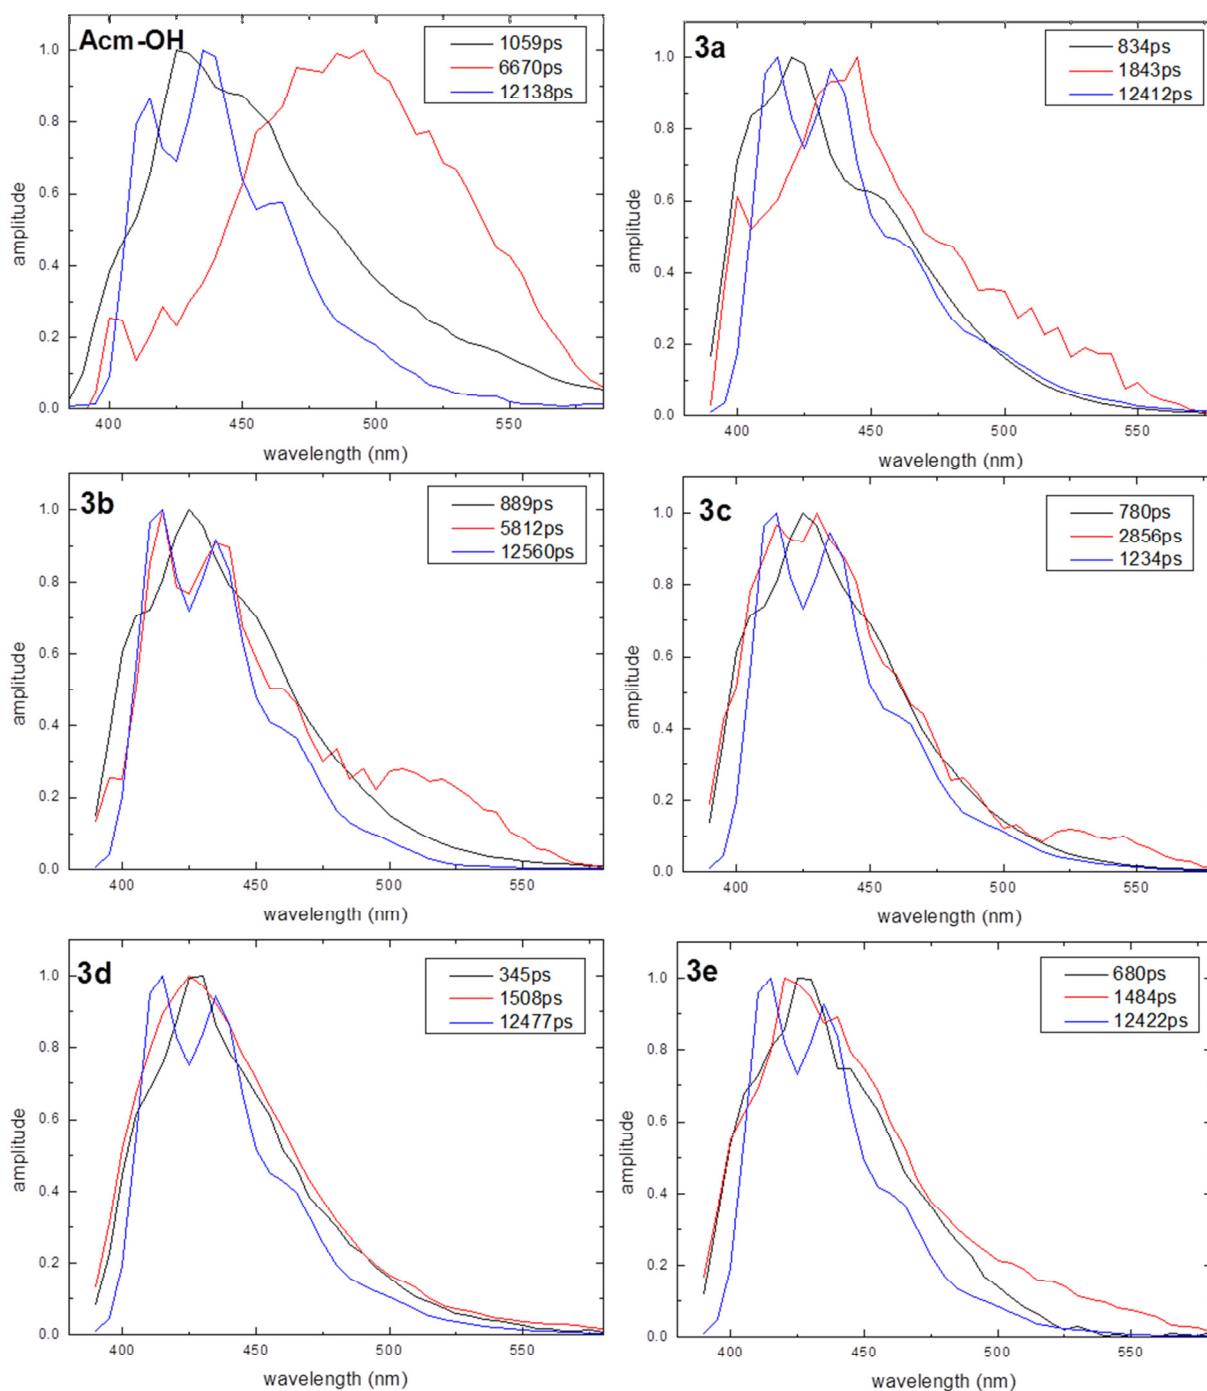 Acm-OH
1059ps
6670ps
12138ps
amplitude
1.0
0.8
0.6
0.4
0.2
0.0
400 450 500 550
wavelength (nm)
3a
834ps
1843ps
12412ps
amplitude
1.0
0.8
0.6
0.4
0.2
0.0
400 450 500 550
wavelength (nm)
3b
889ps
5812ps
12560ps
amplitude
1.0
0.8
0.6
0.4
0.2
0.0
400 450 500 550
wavelength (nm)
3c
780ps
2856ps
1234ps
amplitude
1.0
0.8
0.6
0.4
0.2
0.0
400 450 500 550
wavelength (nm)
3d
345ps
1508ps
12477ps
amplitude
1.0
0.8
0.6
0.4
0.2
0.0
400 450 500 550
wavelength (nm)
3e
680ps
1484ps
12422ps
amplitude
1.0
0.8
0.6
0.4
0.2
0.0
400 450 500 550
wavelength (nm)